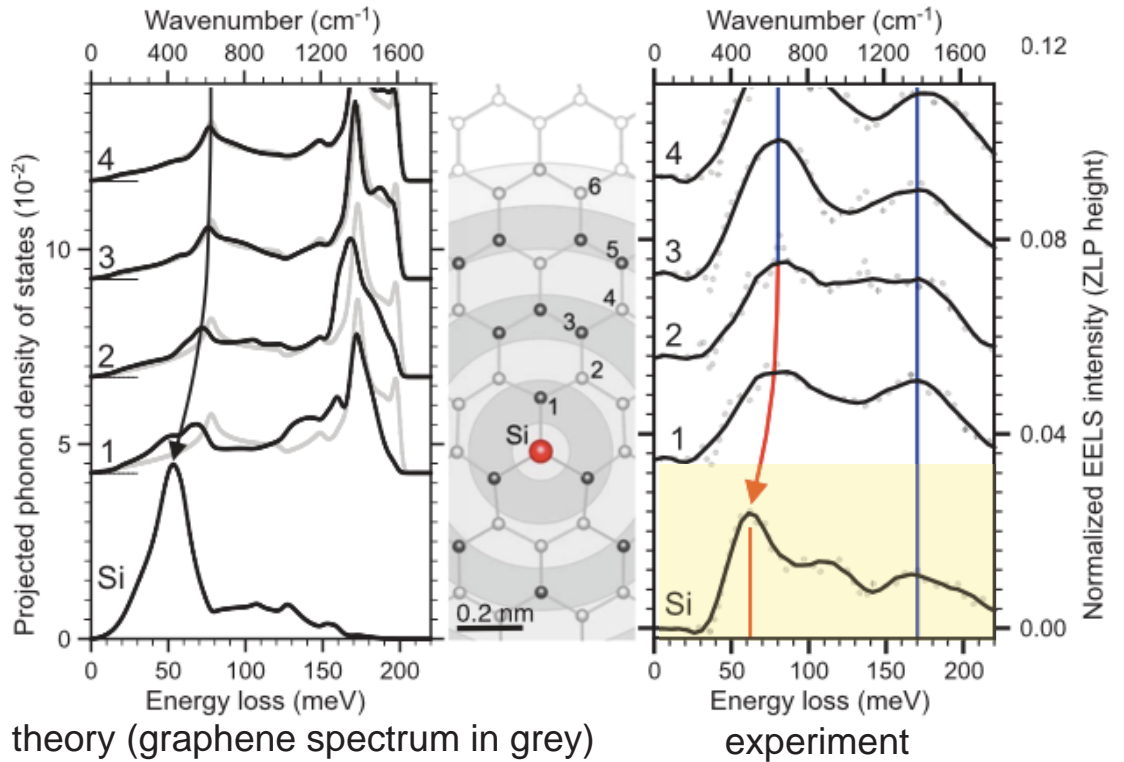 Wavenumber (cm-1)
0 400 800 1200 1600
Projected phonon density of states (10-2)
10
5
0
4
3
2
1
Si
0 50 100 150 200
Energy loss (meV)
6
5
4
3
2
1
Si
0.2 nm
Wavenumber (cm-1)
0 400 800 1200 1600
4
3
2
1
Si
0 50 100 150 200
Energy loss (meV)
0.12
0.08
0.04
0.00
Normalized EELS intensity (ZLP height)
theory (graphene spectrum in grey)
experiment